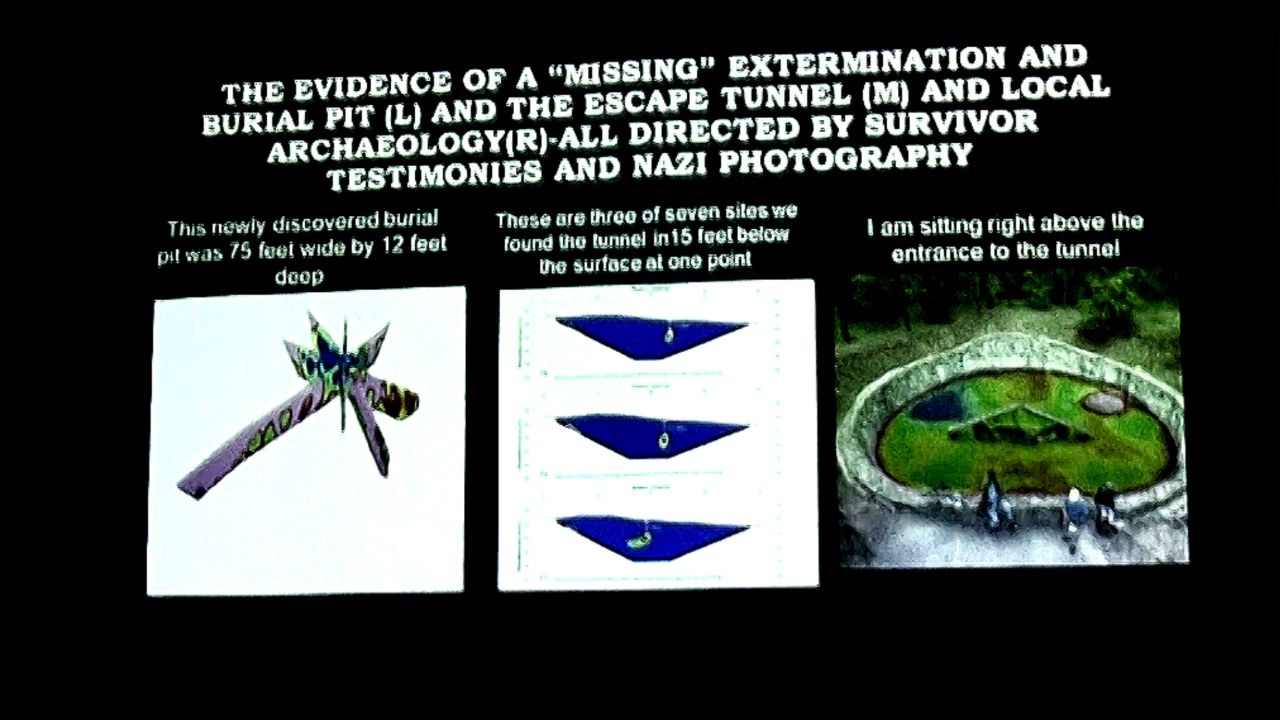 THE EVIDENCE OF A “MISSING” EXTERMINATION AND
BURIAL PIT (L) AND THE ESCAPE TUNNEL (M) AND LOCAL
ARCHAEOLOGY(R)-ALL DIRECTED BY SURVIVOR
TESTIMONIES AND NAZI PHOTOGRAPHY
This newly discovered burial
pit was 75 feet wide by 12 feet
deep
These are three of seven sites we
found the tunnel in 15 feet below
the surface at one point
I am sitting right above the
entrance to the tunnel